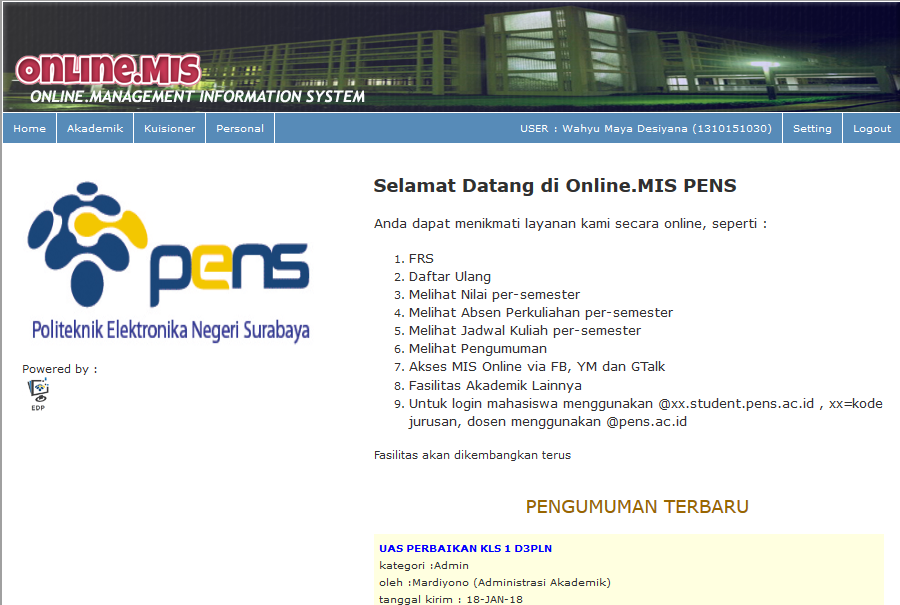 ONLINE.MIS
ONLINE.MANAGEMENT INFORMATION SYSTEM
Home Akademik Kuisioner Personal USER : Wahyu Maya Desiyana (1310151030) Setting Logout
pens
Politeknik Elektronika Negeri Surabaya
Powered by :
EDP
Selamat Datang di Online.MIS PENS
Anda dapat menikmati layanan kami secara online, seperti :
1. FRS
2. Daftar Ulang
3. Melihat Nilai per-semester
4. Melihat Absen Perkuliahan per-semester
5. Melihat Jadwal Kuliah per-semester
6. Melihat Pengumuman
7. Akses MIS Online via FB, YM dan GTalk
8. Fasilitas Akademik Lainnya
9. Untuk login mahasiswa menggunakan @xx.student.pens.ac.id , xx=kode
jurusan, dosen menggunakan @pens.ac.id
Fasilitas akan dikembangkan terus
PENGUMUMAN TERBARU
UAS PERBAIKAN KLS 1 D3PLN
kategori :Admin
oleh :Mardiyono (Administrasi Akademik)
tanggal kirim : 18-JAN-18